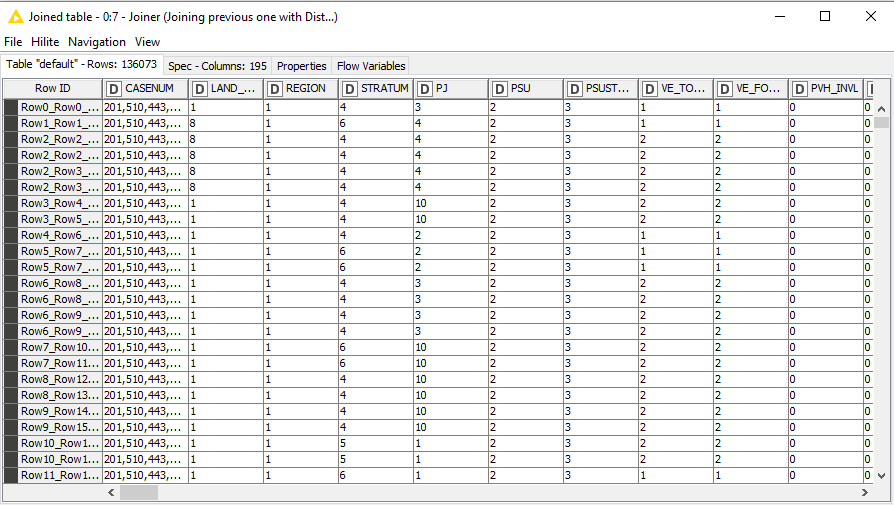 Joined table - 0:7 - Joiner (Joining previous one with Dist...)
File Hilite Navigation View
Table "default" - Rows: 136073 Spec - Columns: 195 Properties Flow Variables
Row ID D CASENUM D LAND_... D REGION D STRATUM D PJ D PSU D PSUST... D VE_TO... D VE_FO... D PVH_INVL
Row0_Row0_... 201,510,443,... 1 1 4 3 2 3 1 1 0 0
Row1_Row1_... 201,510,443,... 8 1 6 4 2 3 1 1 0 0
Row2_Row2_... 201,510,443,... 8 1 4 4 2 3 2 2 0 0
Row2_Row2_... 201,510,443,... 8 1 4 4 2 3 2 2 0 0
Row2_Row3_... 201,510,443,... 8 1 4 4 2 3 2 2 0 0
Row2_Row3_... 201,510,443,... 8 1 4 4 2 3 2 2 0 0
Row3_Row4_... 201,510,443,... 1 1 4 10 2 3 2 2 0 0
Row3_Row5_... 201,510,443,... 1 1 4 10 2 3 2 2 0 0
Row4_Row6_... 201,510,443,... 1 1 4 2 2 3 1 1 0 0
Row5_Row7_... 201,510,443,... 1 1 6 2 2 3 1 1 0 0
Row5_Row7_... 201,510,443,... 1 1 6 2 2 3 1 1 0 0
Row6_Row8_... 201,510,443,... 1 1 4 3 2 3 2 2 0 0
Row6_Row8_... 201,510,443,... 1 1 4 3 2 3 2 2 0 0
Row6_Row9_... 201,510,443,... 1 1 4 3 2 3 2 2 0 0
Row6_Row9_... 201,510,443,... 1 1 4 3 2 3 2 2 0 0
Row7_Row10... 201,510,443,... 1 1 6 10 2 3 2 2 0 0
Row7_Row11... 201,510,443,... 1 1 6 10 2 3 2 2 0 0
Row8_Row12... 201,510,443,... 1 1 4 10 2 3 2 2 0 0
Row8_Row13... 201,510,443,... 1 1 4 10 2 3 2 2 0 0
Row9_Row14... 201,510,443,... 1 1 4 10 2 3 2 2 0 0
Row9_Row15... 201,510,443,... 1 1 4 10 2 3 2 2 0 0
Row10_Row1... 201,510,443,... 1 1 5 1 2 3 2 2 0 0
Row10_Row1... 201,510,443,... 1 1 5 1 2 3 2 2 0 0
Row11_Row1... 201,510,443,... 1 1 6 1 2 3 1 1 0 0